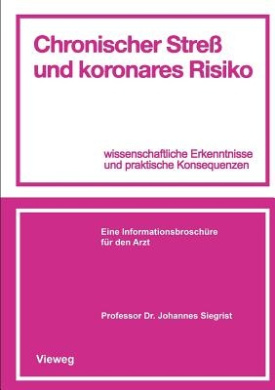 Chronischer Streß
und koronares Risiko
wissenschaftliche Erkenntnisse
und praktische Konsequenzen
Eine Informationsbroschüre
für den Arzt
Professor Dr. Johannes Siegrist
Vieweg